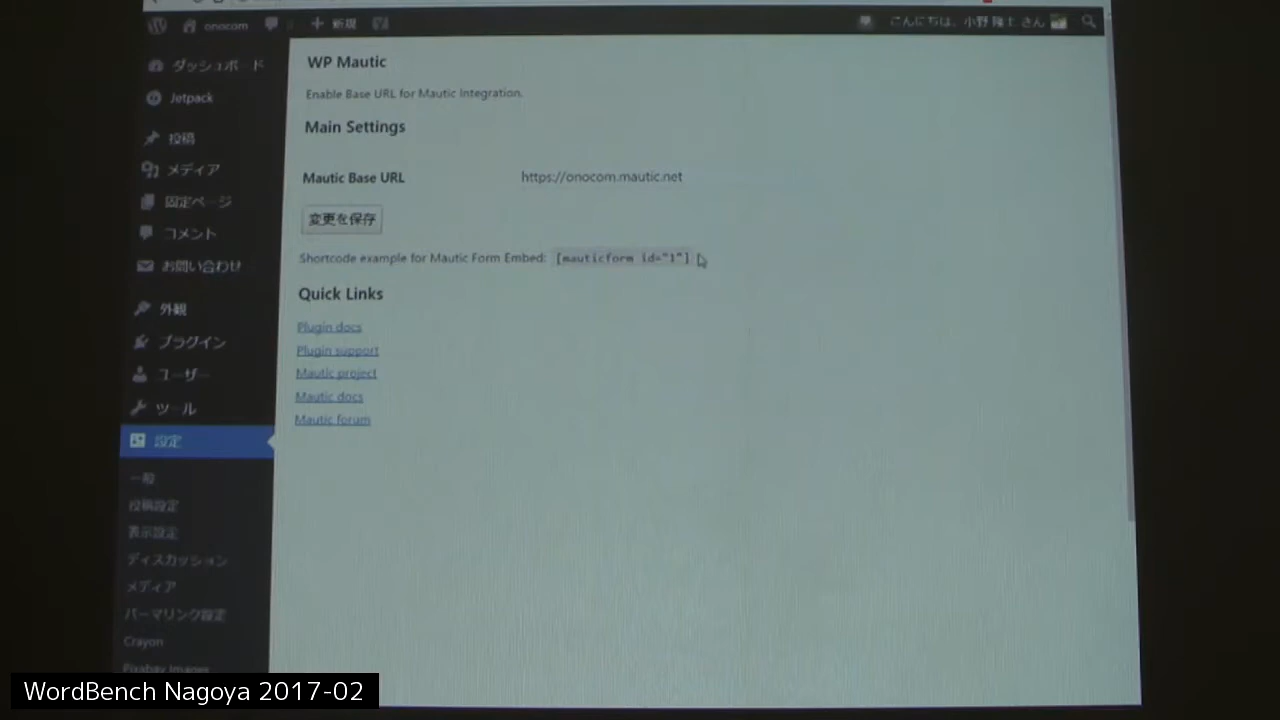 onocom
新規
こんにちは、小野 隆士 さん
ダッシュボード
Jetpack
投稿
メディア
固定ページ
コメント
お問い合わせ
外観
プラグイン
ユーザー
ツール
設定
一般
投稿設定
表示設定
ディスカッション
メディア
パーマリンク設定
Crayon
Pixabay Images
WP Mautic
Enable Base URL for Mautic Integration.
Main Settings
Mautic Base URL
https://onocom.mautic.net
変更を保存
Shortcode example for Mautic Form Embed: [mauticform id="1"]
Quick Links
Plugin docs
Plugin support
Mautic project
Mautic docs
Mautic forum
WordBench Nagoya 2017-02